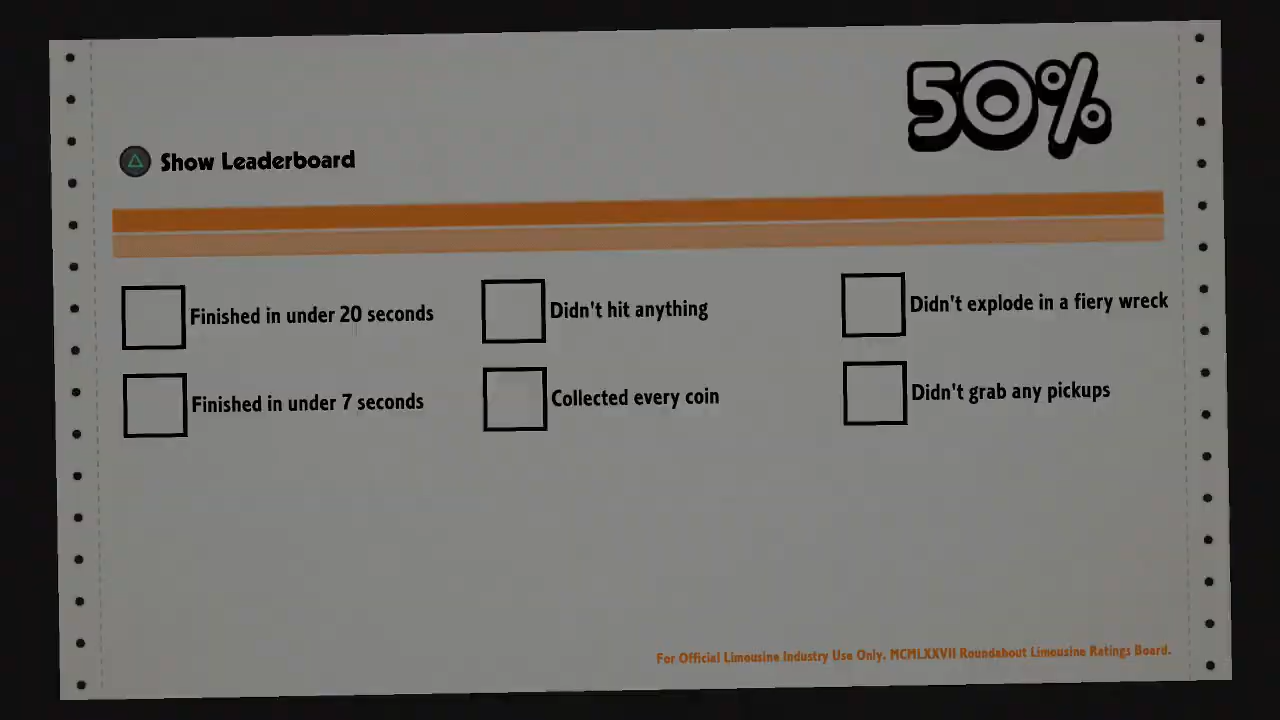 50%
Show Leaderboard
Finished in under 20 seconds
Didn't hit anything
Didn't explode in a fiery wreck
Finished in under 7 seconds
Collected every coin
Didn't grab any pickups
For Official Limousine Industry Use Only. MCMLXXVII Roundabout Limousine Ratings Board.